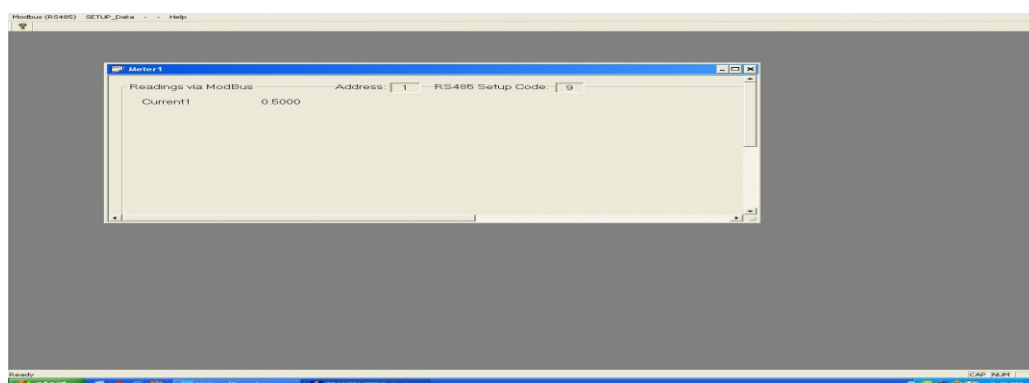 Modbus (RS485) SETUP_Data - - Help
Meter1
Readings via ModBus Address: 1 RS485 Setup Code: 9
Current1 0.5000
Ready CAP NUM
start